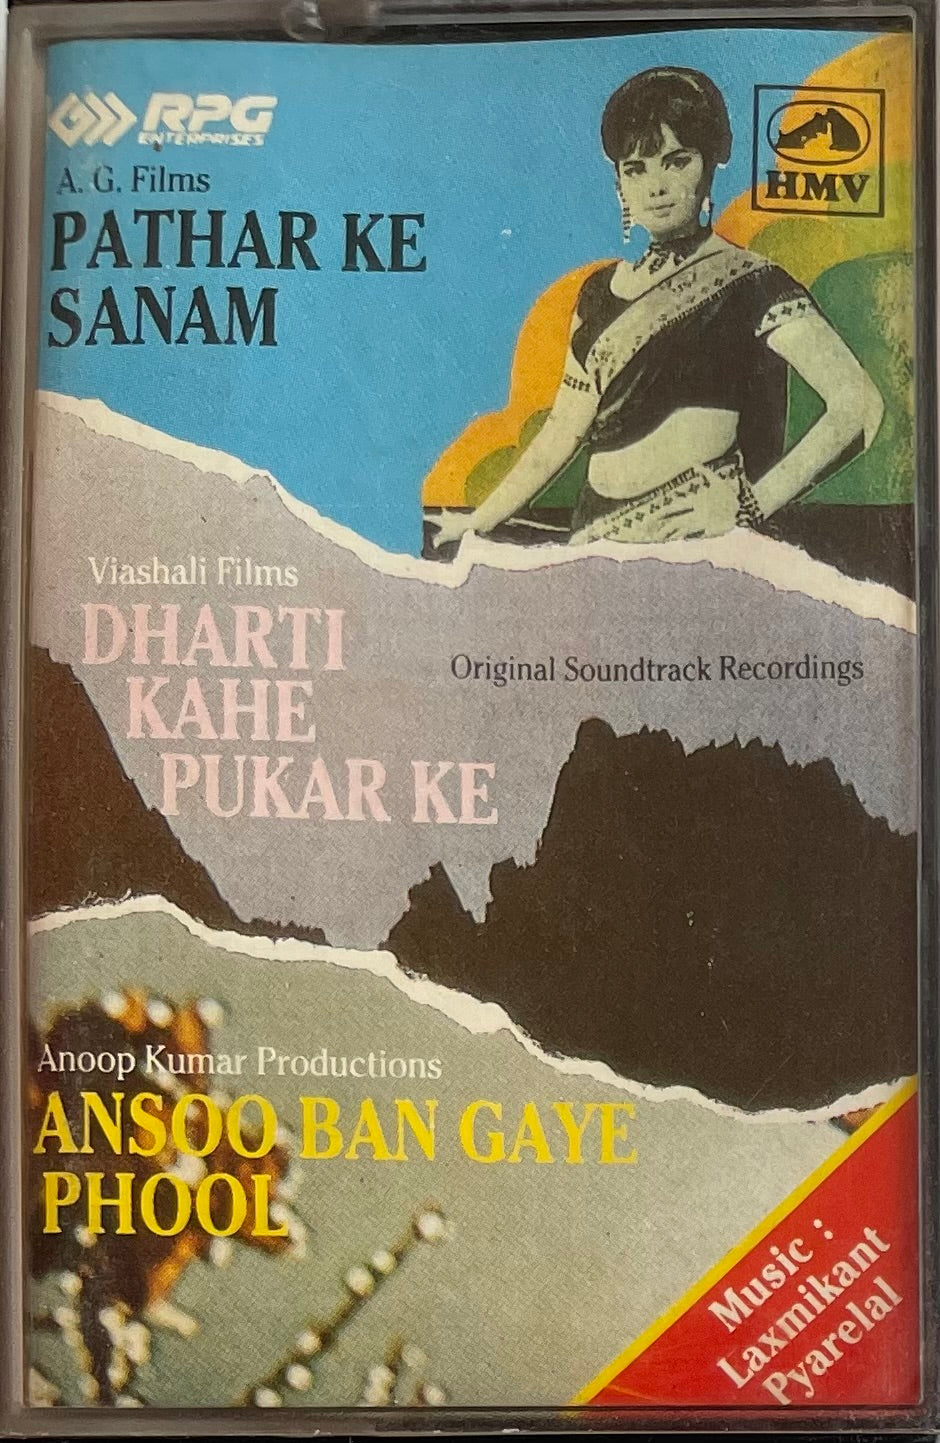 RPG
ENTERPRISES
HMV
A. G. Films
PATHAR KE
SANAM
Viashali Films
DHARTI
KAHE
PUKAR KE
Original Soundtrack Recordings
Anoop Kumar Productions
ANSOO BAN GAYE
PHOOL
Music :
Laxmikant
Pyarelal